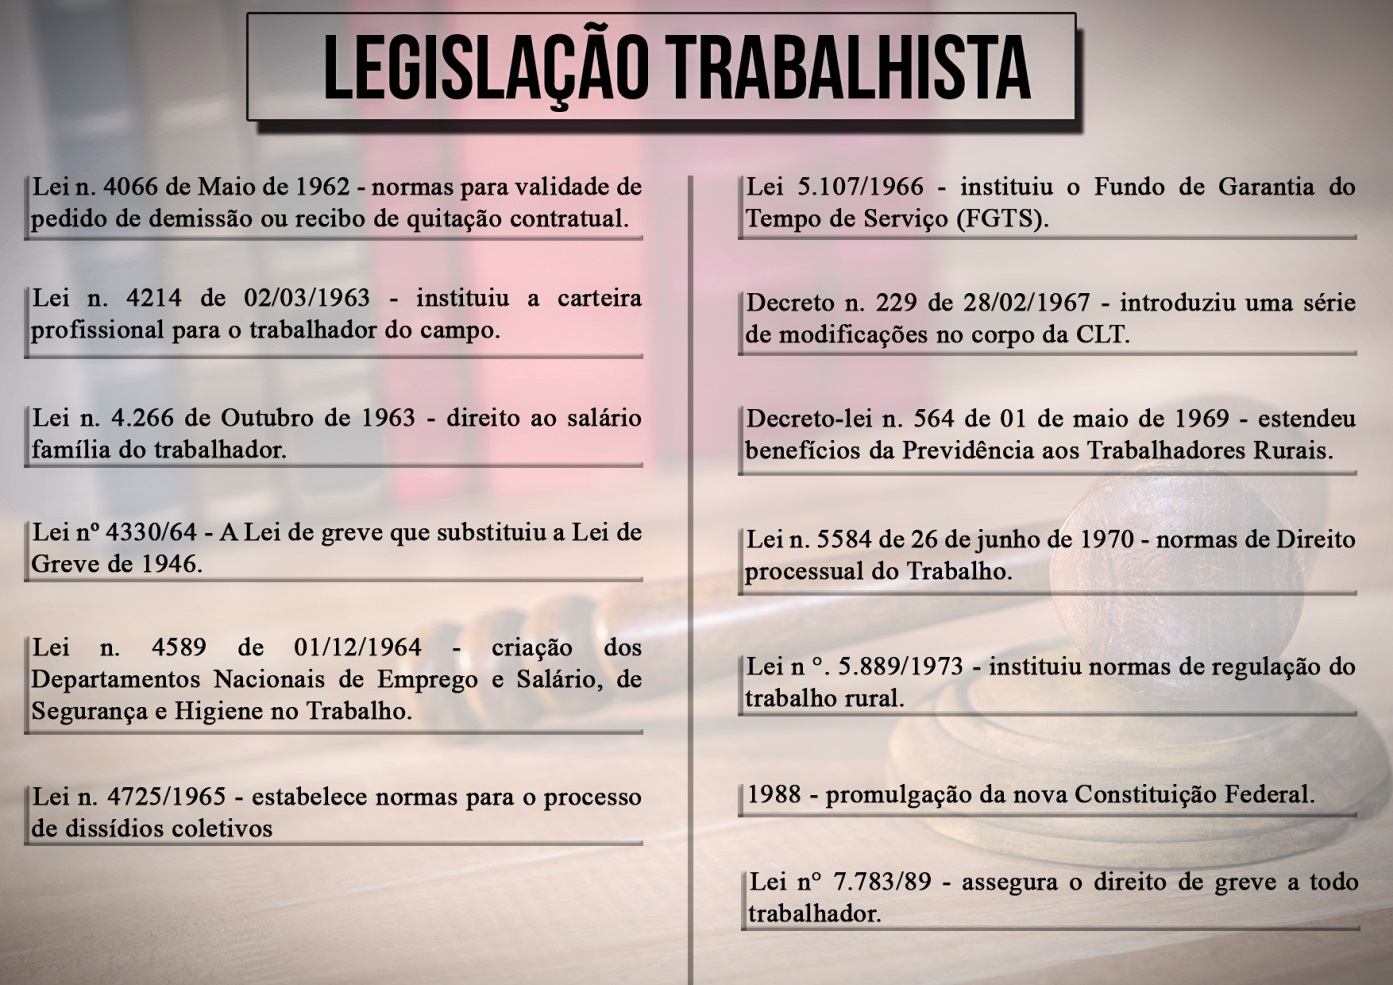 LEGISLAÇÃO TRABALHISTA
Lei n. 4066 de Maio de 1962 - normas para validade de
pedido de demissão ou recibo de quitação contratual.
Lei n. 4214 de 02/03/1963 - instituiu a carteira
profissional para o trabalhador do campo.
Lei n. 4.266 de Outubro de 1963 - direito ao salário
família do trabalhador.
Lei nº 4330/64 - A Lei de greve que substituiu a Lei de
Greve de 1946.
Lei n. 4589 de 01/12/1964 - criação dos
Departamentos Nacionais de Emprego e Salário, de
Segurança e Higiene no Trabalho.
Lei n. 4725/1965 - estabelece normas para o processo
de dissídios coletivos
Lei 5.107/1966 - instituiu o Fundo de Garantia do
Tempo de Serviço (FGTS).
Decreto n. 229 de 28/02/1967 - introduziu uma série
de modificações no corpo da CLT.
Decreto-lei n. 564 de 01 de maio de 1969 - estendeu
benefícios da Previdência aos Trabalhadores Rurais.
Lei n. 5584 de 26 de junho de 1970 - normas de Direito
processual do Trabalho.
Lei n °. 5.889/1973 - instituiu normas de regulação do
trabalho rural.
1988 - promulgação da nova Constituição Federal.
Lei n° 7.783/89 - assegura o direito de greve a todo
trabalhador.